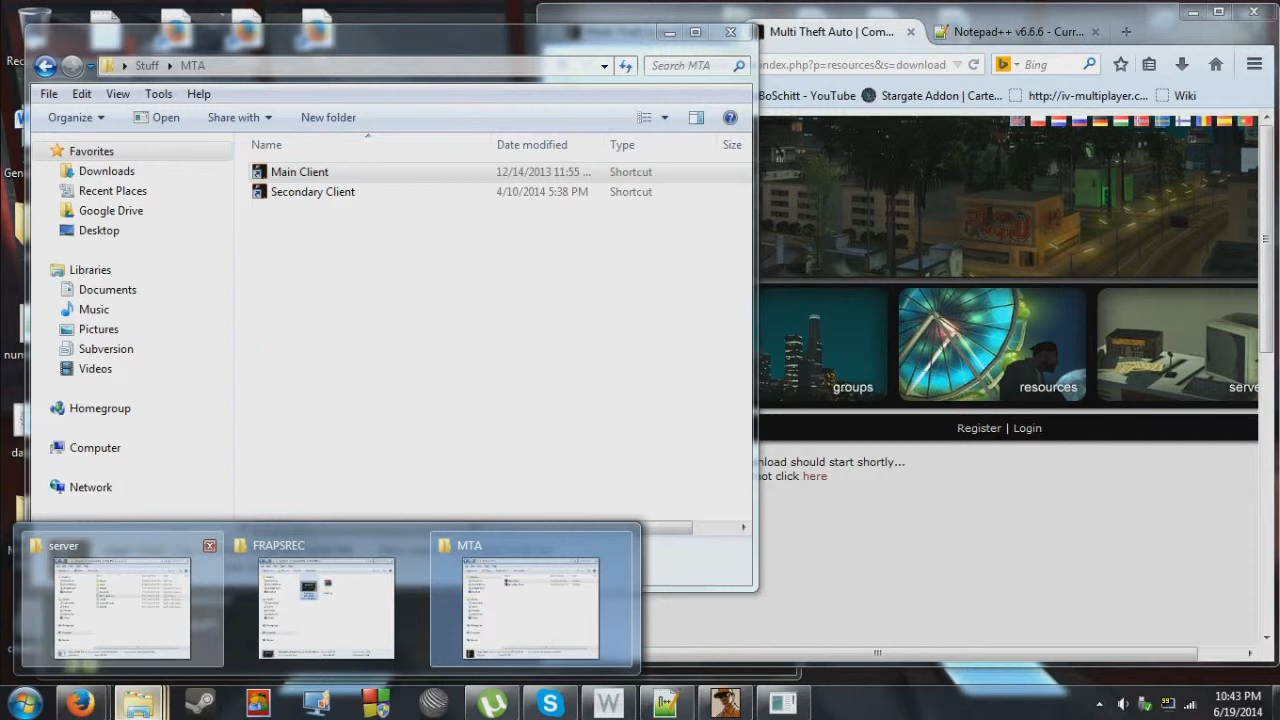 Multi Theft Auto | Com...
Notepad++ v6.6.6 - Curr...
Stuff
MTA
Search MTA
index.php?p=resources&s=download
Bing
File
Edit
View
Tools
Help
BoSchitt - YouTube
Stargate Addon | Carte...
http://iv-multiplayer.c...
Wiki
Organize
Open
Share with
New folder
Name
Date modified
Type
Size
Favorites
Main Client
12/14/2013 11:55 ...
Shortcut
Downloads
Secondary Client
4/10/2014 5:38 PM
Shortcut
Recent Places
Google Drive
Desktop
Libraries
Documents
Music
Pictures
Subversion
Videos
groups
resources
serve
Homegroup
Register | Login
Computer
nload should start shortly...
not click here
Network
server
FRAPSREC
MTA
10:43 PM
6/19/2014